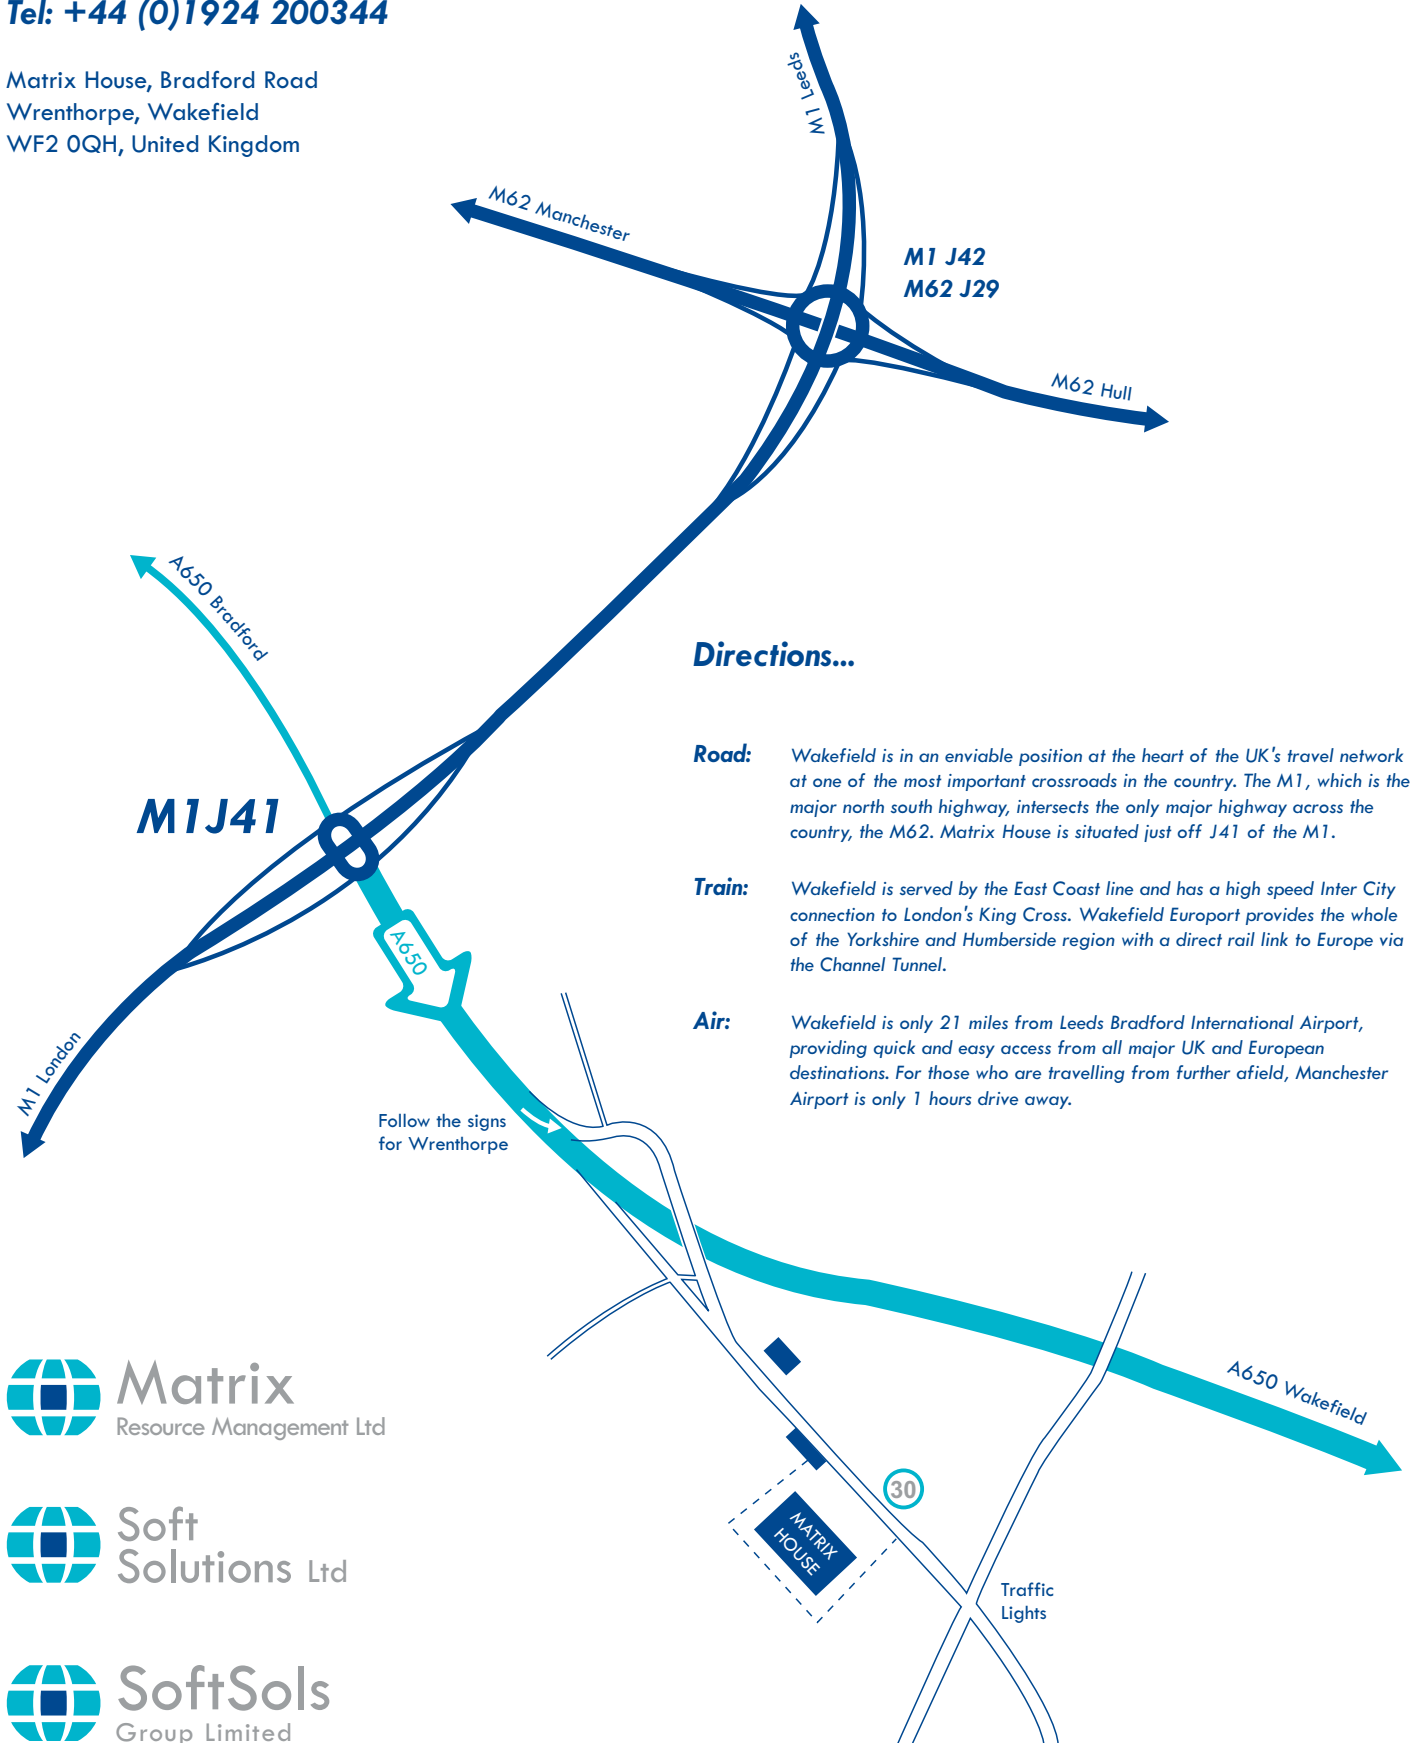 Tel: +44 (0)1924 200344
Matrix House, Bradford Road
Wrenthorpe, Wakefield
WF2 0QH, United Kingdom
M1 Leeds
M62 Manchester
M1 J42
M62 J29
M62 Hull
A650 Bradford
M1J41
A650
M1 London
Directions...
Road:
Wakefield is in an enviable position at the heart of the UK's travel network
at one of the most important crossroads in the country. The M1, which is the
major north south highway, intersects the only major highway across the
country, the M62. Matrix House is situated just off J41 of the M1.
Train:
Wakefield is served by the East Coast line and has a high speed Inter City
connection to London's King Cross. Wakefield Europort provides the whole
of the Yorkshire and Humberside region with a direct rail link to Europe via
the Channel Tunnel.
Air:
Wakefield is only 21 miles from Leeds Bradford International Airport,
providing quick and easy access from all major UK and European
destinations. For those who are travelling from further afield, Manchester
Airport is only 1 hours drive away.
Follow the signs
for Wrenthorpe
A650 Wakefield
30
MATRIX
HOUSE
Traffic
Lights
Matrix
Resource Management Ltd
Soft
Solutions Ltd
SoftSols
Group Limited